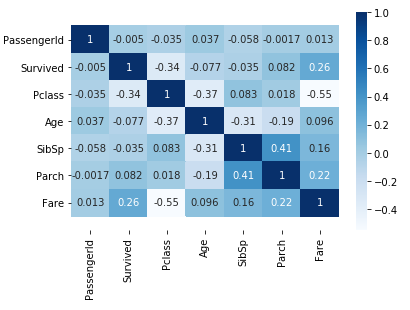 PassengerId 1 -0.005 -0.035 0.037 -0.058 -0.0017 0.013
Survived -0.005 1 -0.34 -0.077 -0.035 0.082 0.26
Pclass -0.035 -0.34 1 -0.37 0.083 0.018 -0.55
Age 0.037 -0.077 -0.37 1 -0.31 -0.19 0.096
SibSp -0.058 -0.035 0.083 -0.31 1 0.41 0.16
Parch -0.0017 0.082 0.018 -0.19 0.41 1 0.22
Fare 0.013 0.26 -0.55 0.096 0.16 0.22 1
PassengerId
Survived
Pclass
Age
SibSp
Parch
Fare
1.0
0.8
0.6
0.4
0.2
0.0
−0.2
−0.4